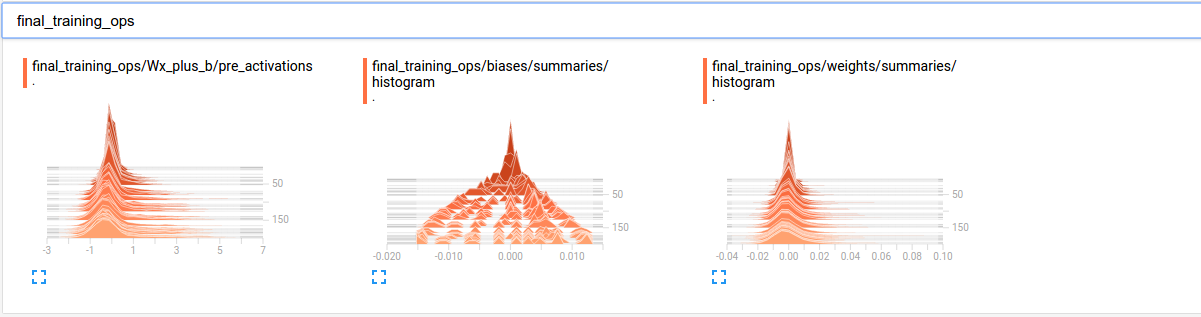 final_training_ops
final_training_ops/Wx_plus_b/pre_activations
.
final_training_ops/biases/summaries/
histogram
.
final_training_ops/weights/summaries/
histogram
.
50
150
-3 -1 1 3 5 7
50
150
-0.020 -0.010 0.000 0.010
50
150
-0.04 -0.02 0.00 0.02 0.04 0.06 0.08 0.10